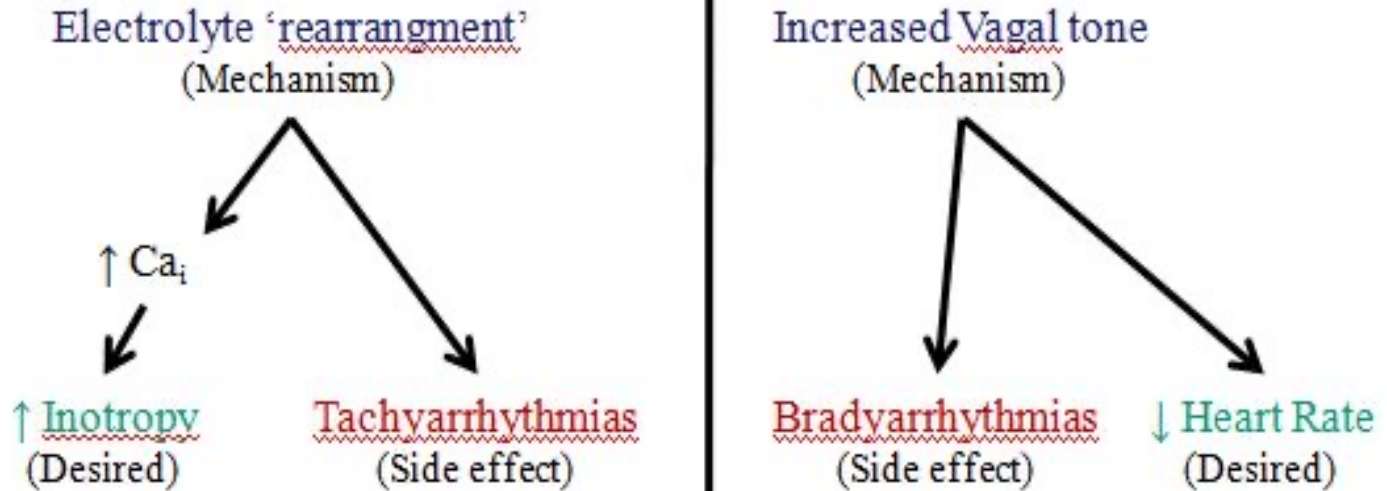 Electrolyte ‘rearrangment’
(Mechanism)
↑ Caᵢ
↑ Inotropy
(Desired)
Tachyarrhythmias
(Side effect)
Increased Vagal tone
(Mechanism)
Bradyarrhythmias
(Side effect)
↓ Heart Rate
(Desired)